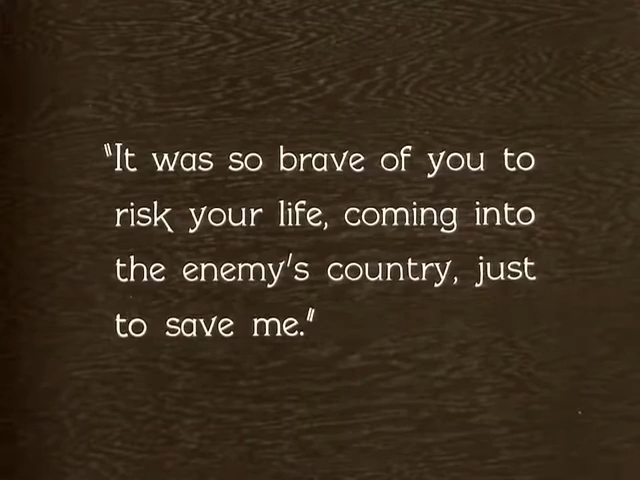 "It was so brave of you to
risk your life, coming into
the enemy's country, just
to save me."